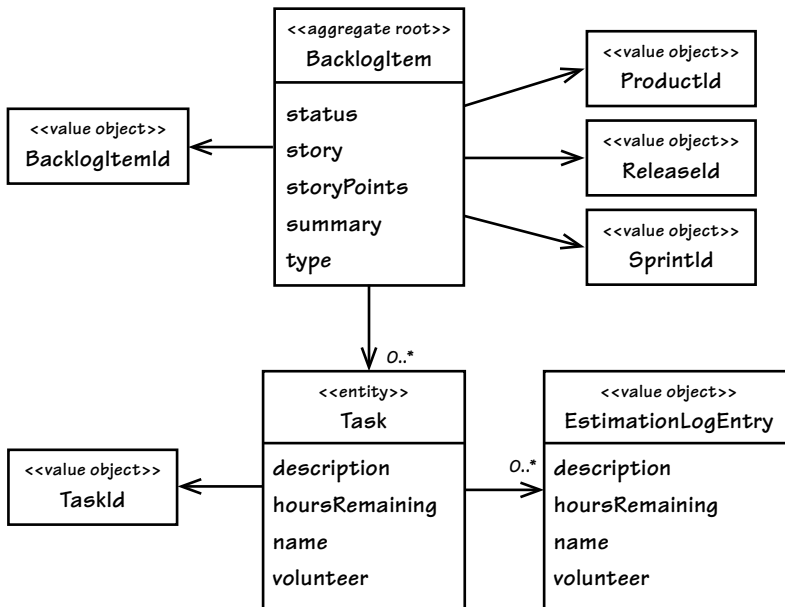 <<aggregate root>>
BacklogItem
status
story
storyPoints
summary
type
<<value object>>
BacklogItemId
<<value object>>
ProductId
<<value object>>
ReleaseId
<<value object>>
SprintId
0..*
<<entity>>
Task
description
hoursRemaining
name
volunteer
<<value object>>
TaskId
0..*
<<value object>>
EstimationLogEntry
description
hoursRemaining
name
volunteer